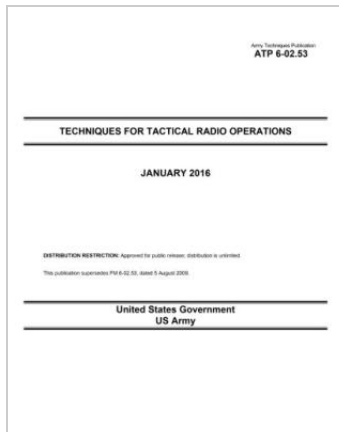 Army Techniques Publication
ATP 6-02.53
TECHNIQUES FOR TACTICAL RADIO OPERATIONS
JANUARY 2016
DISTRIBUTION RESTRICTION: Approved for public release; distribution is unlimited.
This publication supersedes FM 6-02.53, dated 5 August 2009.
United States Government
US Army